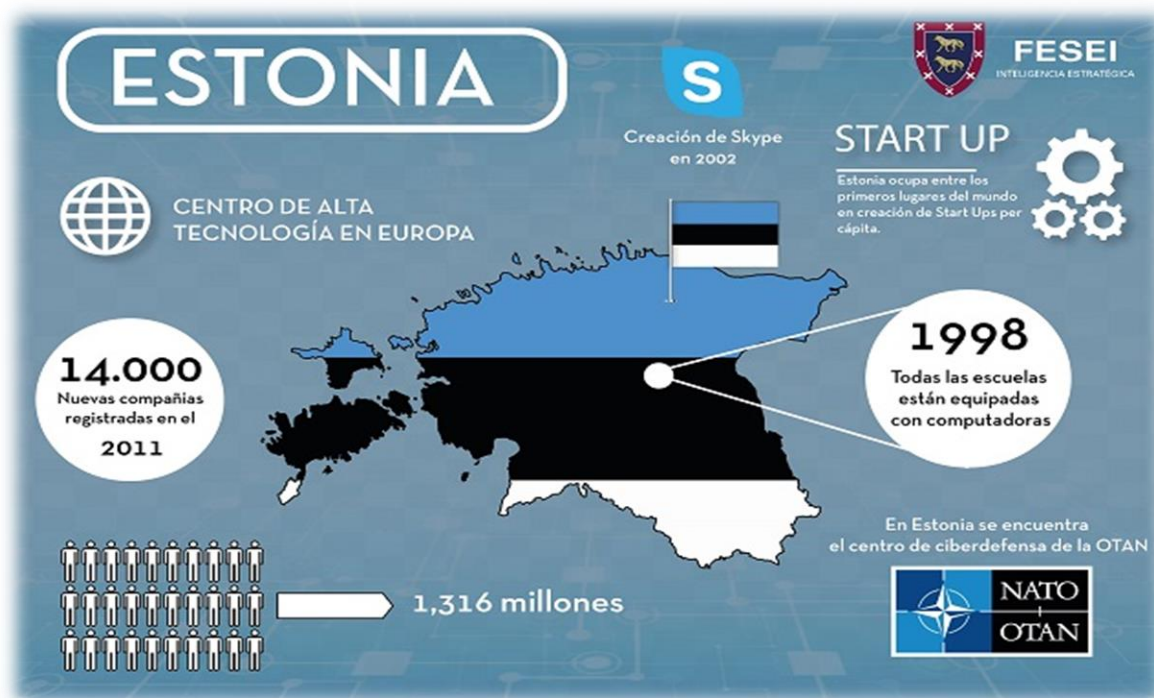 ESTONIA
S
Creación de Skype
en 2002
FESEI
INTELIGENCIA ESTRATÉGICA
START UP
Estonia ocupa entre los
primeros lugares del mundo
en creación de Start Ups per
cápita.
CENTRO DE ALTA
TECNOLOGÍA EN EUROPA
14.000
Nuevas compañias
registradas en el
2011
1998
Todas las escuelas
están equipadas
con computadoras
1,316 millones
En Estonia se encuentra
el centro de ciberdefensa de la OTAN
NATO
OTAN